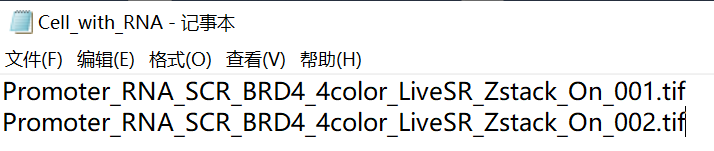 Cell_with_RNA - 记事本
文件(F) 编辑(E) 格式(O) 查看(V) 帮助(H)
Promoter_RNA_SCR_BRD4_4color_LiveSR_Zstack_On_001.tif
Promoter_RNA_SCR_BRD4_4color_LiveSR_Zstack_On_002.tif